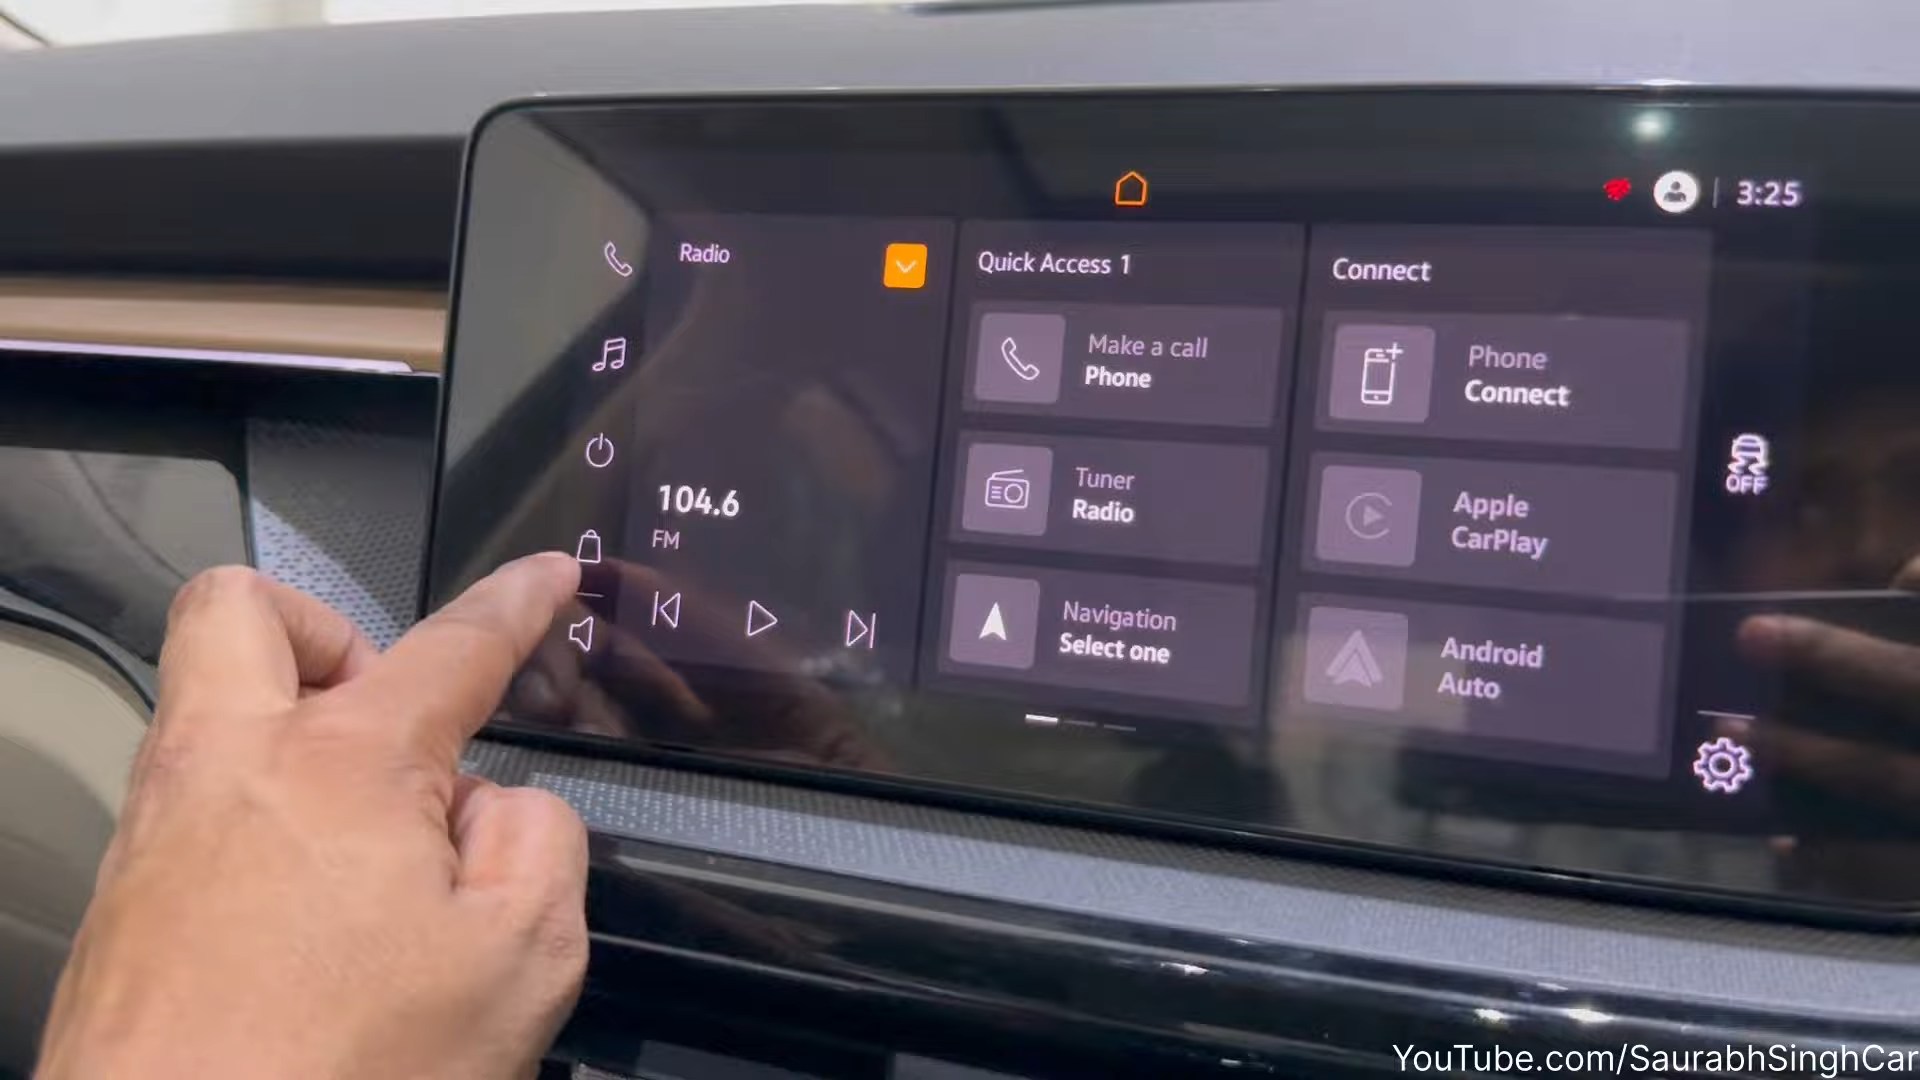 3:25
Radio
104.6
FM
Quick Access 1
Make a call
Phone
Tuner
Radio
Navigation
Select one
Connect
Phone
Connect
Apple
CarPlay
Android
Auto
OFF
YouTube.com/SaurabhSinghCar